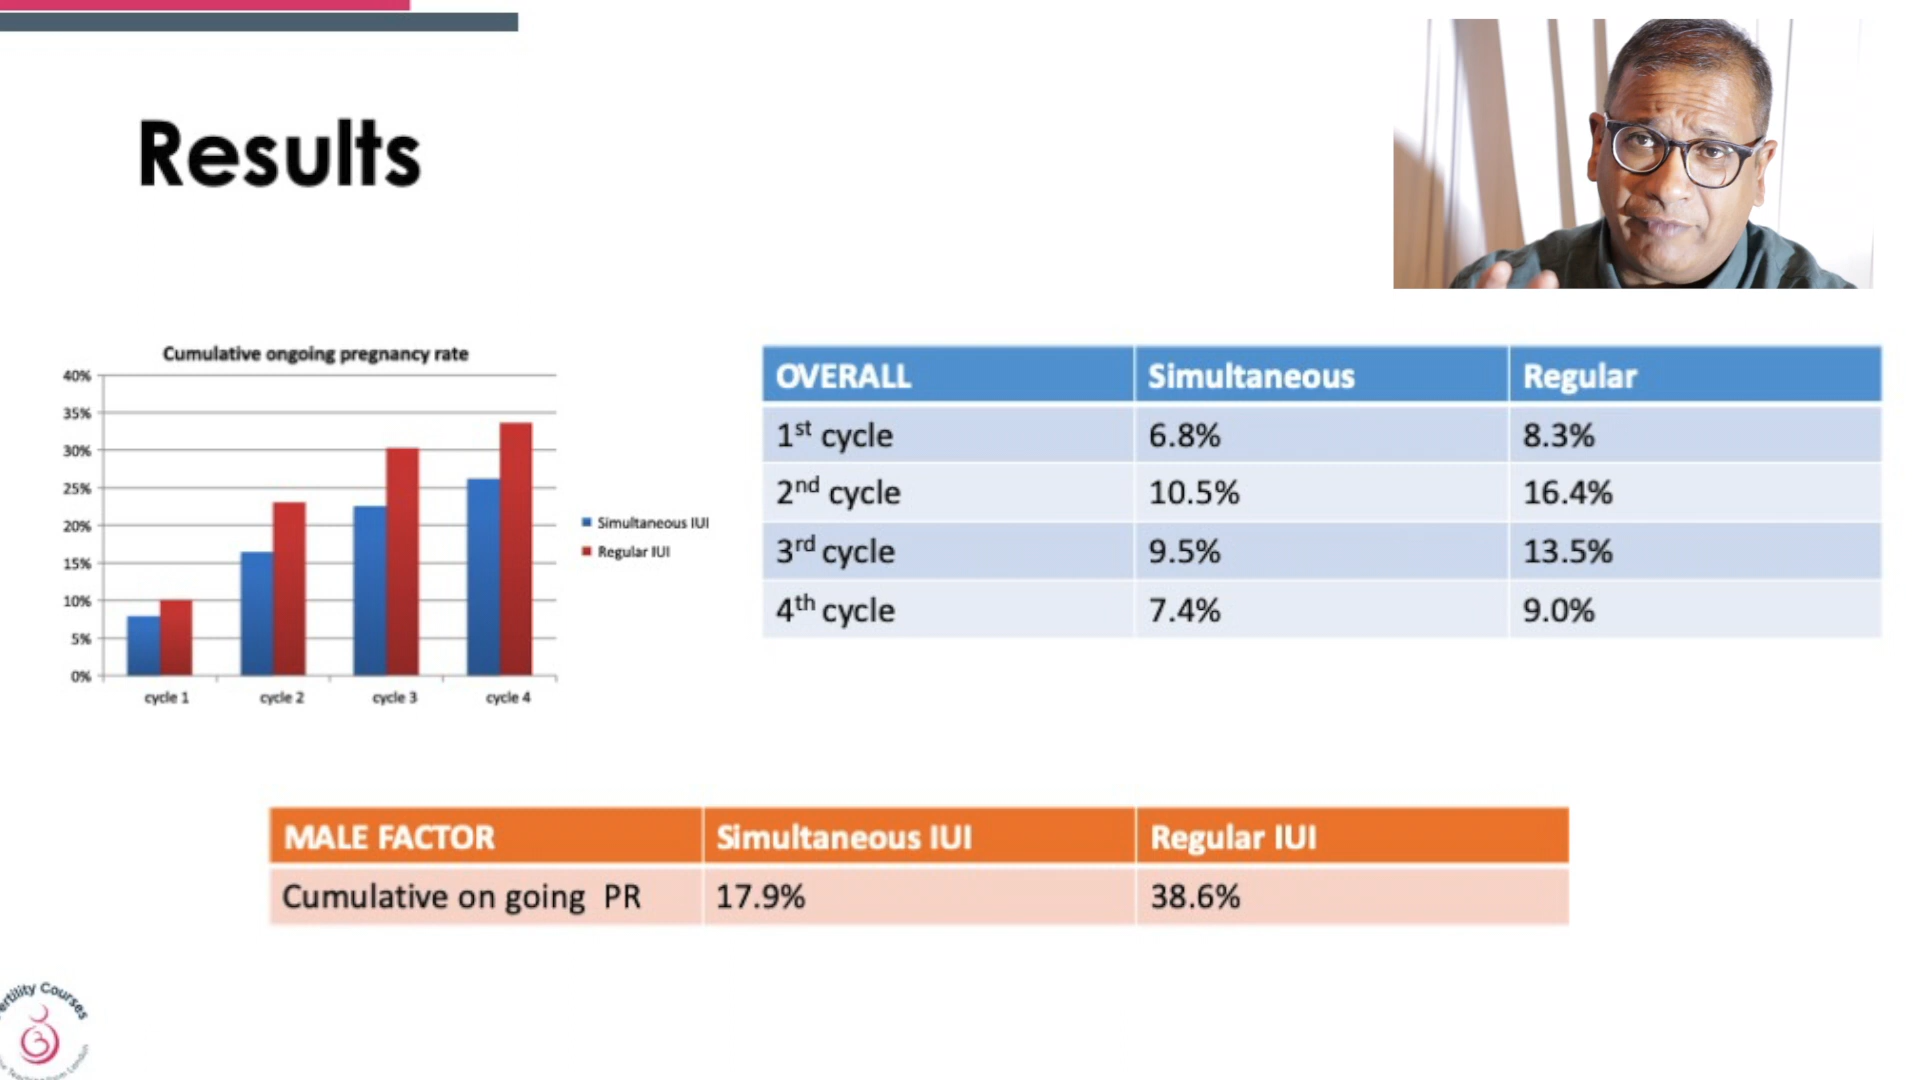 Results
Cumulative ongoing pregnancy rate
40%
35%
30%
25%
20%
15%
10%
5%
0%
cycle 1 cycle 2 cycle 3 cycle 4
Simultaneous IUI
Regular IUI
OVERALL Simultaneous Regular
1st cycle 6.8% 8.3%
2nd cycle 10.5% 16.4%
3rd cycle 9.5% 13.5%
4th cycle 7.4% 9.0%
MALE FACTOR Simultaneous IUI Regular IUI
Cumulative on going PR 17.9% 38.6%
Courses